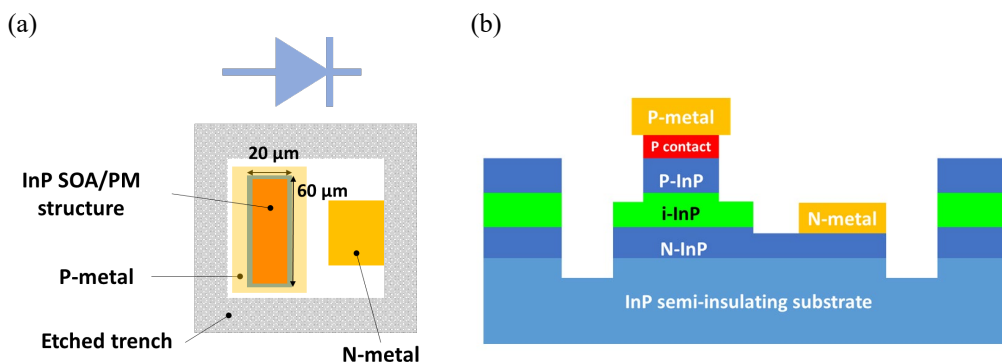 (a)
20 µm
60 µm
InP SOA/PM
structure
P-metal
Etched trench
N-metal
(b)
P-metal
P contact
P-InP
i-InP
N-metal
N-InP
InP semi-insulating substrate